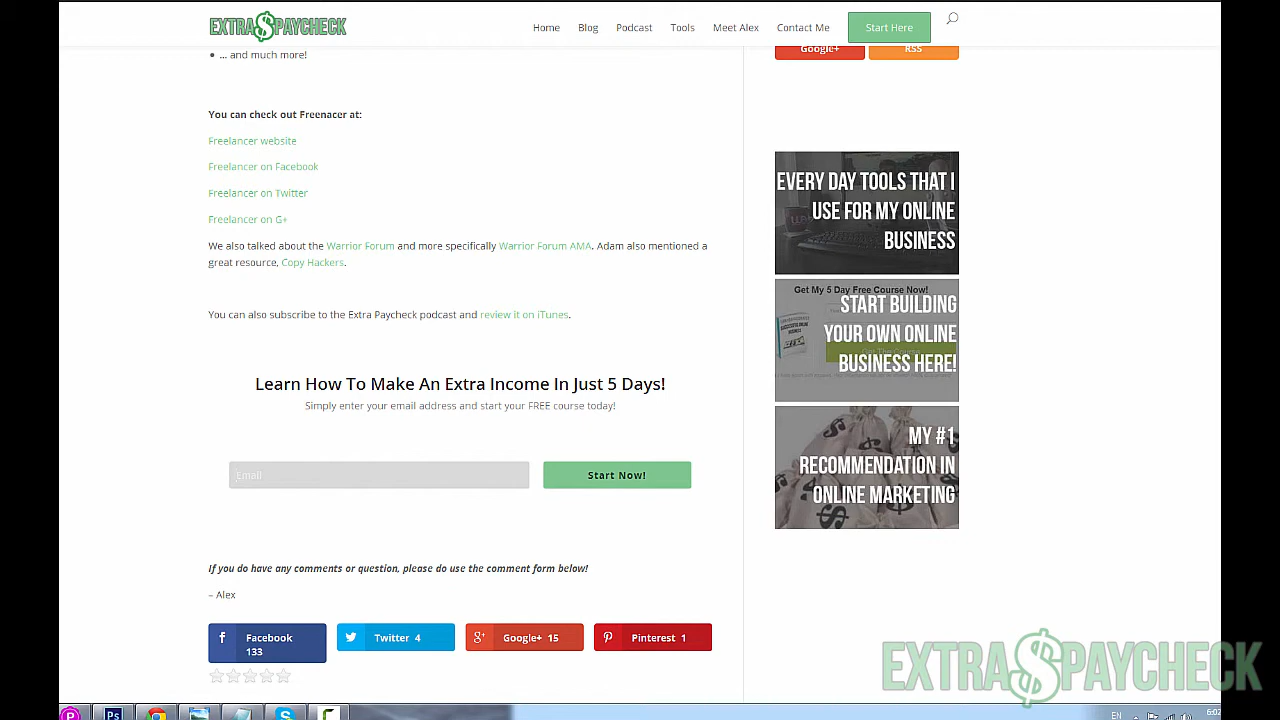 EXTRA$PAYCHECK
Home Blog Podcast Tools Meet Alex Contact Me Start Here
Google+ RSS
... and much more!
You can check out Freenacer at:
Freelancer website
Freelancer on Facebook
Freelancer on Twitter
Freelancer on G+
We also talked about the Warrior Forum and more specifically Warrior Forum AMA. Adam also mentioned a
great resource, Copy Hackers.
You can also subscribe to the Extra Paycheck podcast and review it on iTunes.
Learn How To Make An Extra Income In Just 5 Days!
Simply enter your email address and start your FREE course today!
Email
Start Now!
If you do have any comments or question, please do use the comment form below!
– Alex
Facebook
133
Twitter 4
Google+ 15
Pinterest 1
EVERY DAY TOOLS THAT I
USE FOR MY ONLINE
BUSINESS
Get My 5 Day Free Course Now!
START BUILDING
YOUR OWN ONLINE
BUSINESS HERE!
MY #1
RECOMMENDATION IN
ONLINE MARKETING
EXTRA$PAYCHECK
Ps
EN